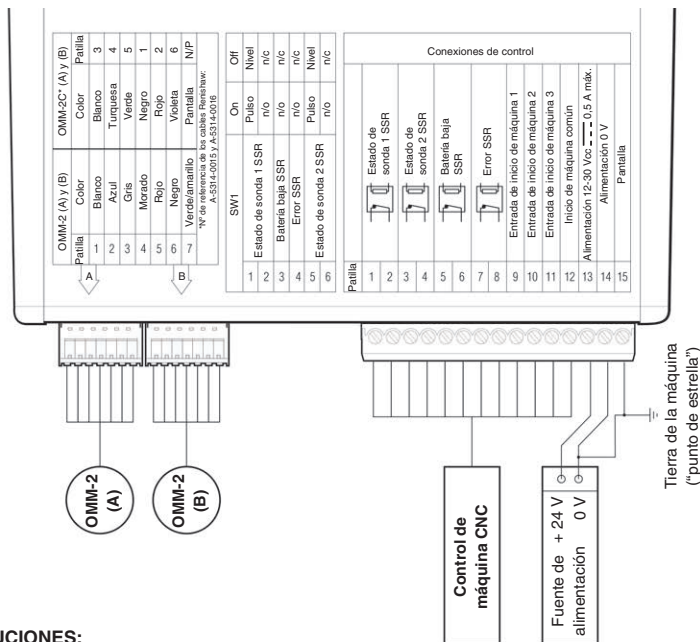 OMM-2 (A) y (B) OMM-2C* (A) y (B)
Patilla Color Color Patilla
1 Blanco Blanco 3
2 Azul Turquesa 4
3 Gris Verde 5
4 Morado Negro 1
5 Rojo Rojo 2
6 Negro Violeta 6
7 Verde/amarillo Pantalla N/P
*Nº de referencia de los cables Renishaw:
A-5314-0015 y A-5314-0016
A
B
SW1 On Off
1 Estado de sonda 1 SSR Pulso Nivel
2 n/o n/c
3 Batería baja SSR n/o n/c
4 Error SSR n/o n/c
5 Estado de sonda 2 SSR Pulso Nivel
6 n/o n/c
Patilla Conexiones de control
1 Estado de
2 sonda 1 SSR
3 Estado de
4 sonda 2 SSR
5 Batería baja
6 SSR
7 Error SSR
8
9 Entrada de inicio de máquina 1
10 Entrada de inicio de máquina 2
11 Entrada de inicio de máquina 3
12 Inicio de máquina común
13 Alimentación 12-30 Vcc 0,5 A máx.
14 Alimentación 0 V
15 Pantalla
OMM-2
(A)
OMM-2
(B)
Control de
máquina CNC
Fuente de + 24 V
alimentación 0 V
Tierra de la máquina
("punto de estrella")
UCIONES: